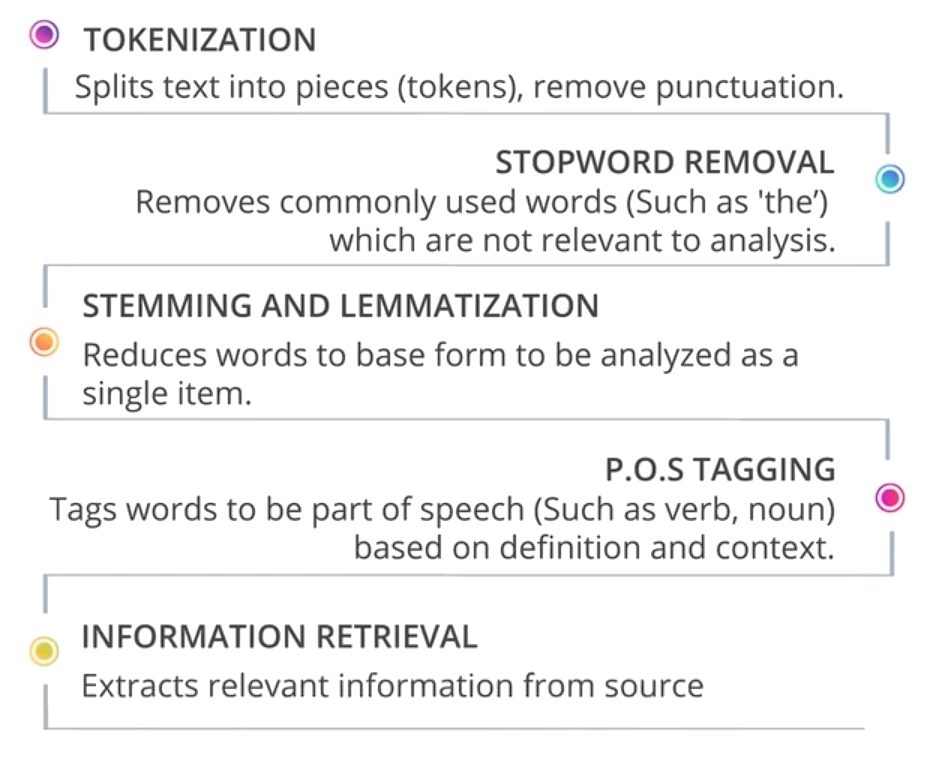 TOKENIZATION
Splits text into pieces (tokens), remove punctuation.
STOPWORD REMOVAL
Removes commonly used words (Such as 'the’)
which are not relevant to analysis.
STEMMING AND LEMMATIZATION
Reduces words to base form to be analyzed as a
single item.
P.O.S TAGGING
Tags words to be part of speech (Such as verb, noun)
based on definition and context.
INFORMATION RETRIEVAL
Extracts relevant information from source